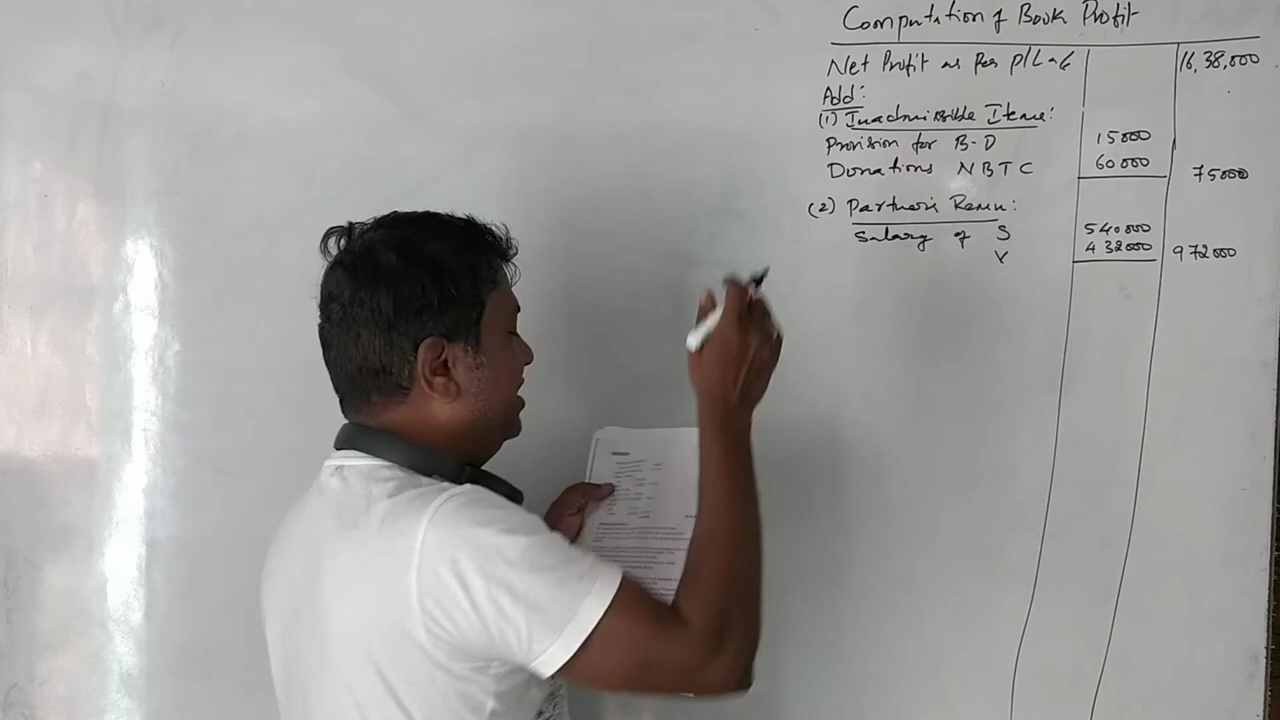 Computation of Book Profit
Net Profit as per P/L a/c 16,38,000
Add:
(1) Inadmissible Items:
Provision for B-D 15000
Donations NBTC 60000 75000
(2) Partner's Remn:
Salary of S 540000
V 432000 972000